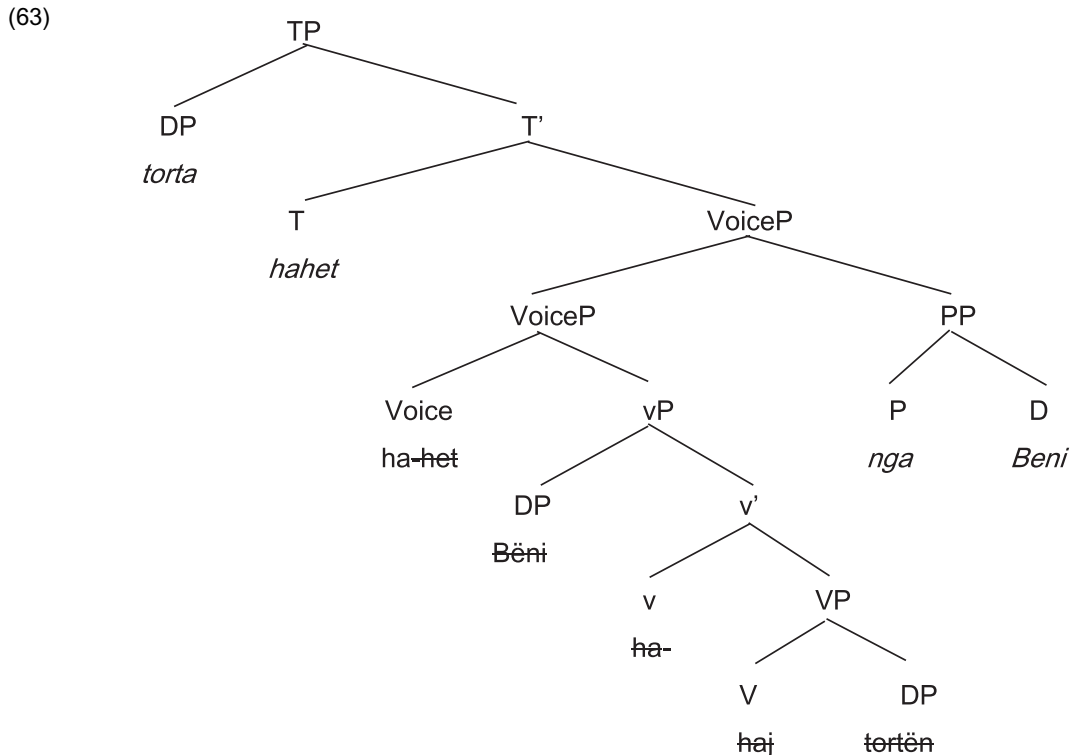 (63)
TP
DP T'
torta
T VoiceP
hahet
VoiceP PP
Voice vP P D
ha-het nga Beni
DP v'
Bëni
v VP
ha-
V DP
haj tortën